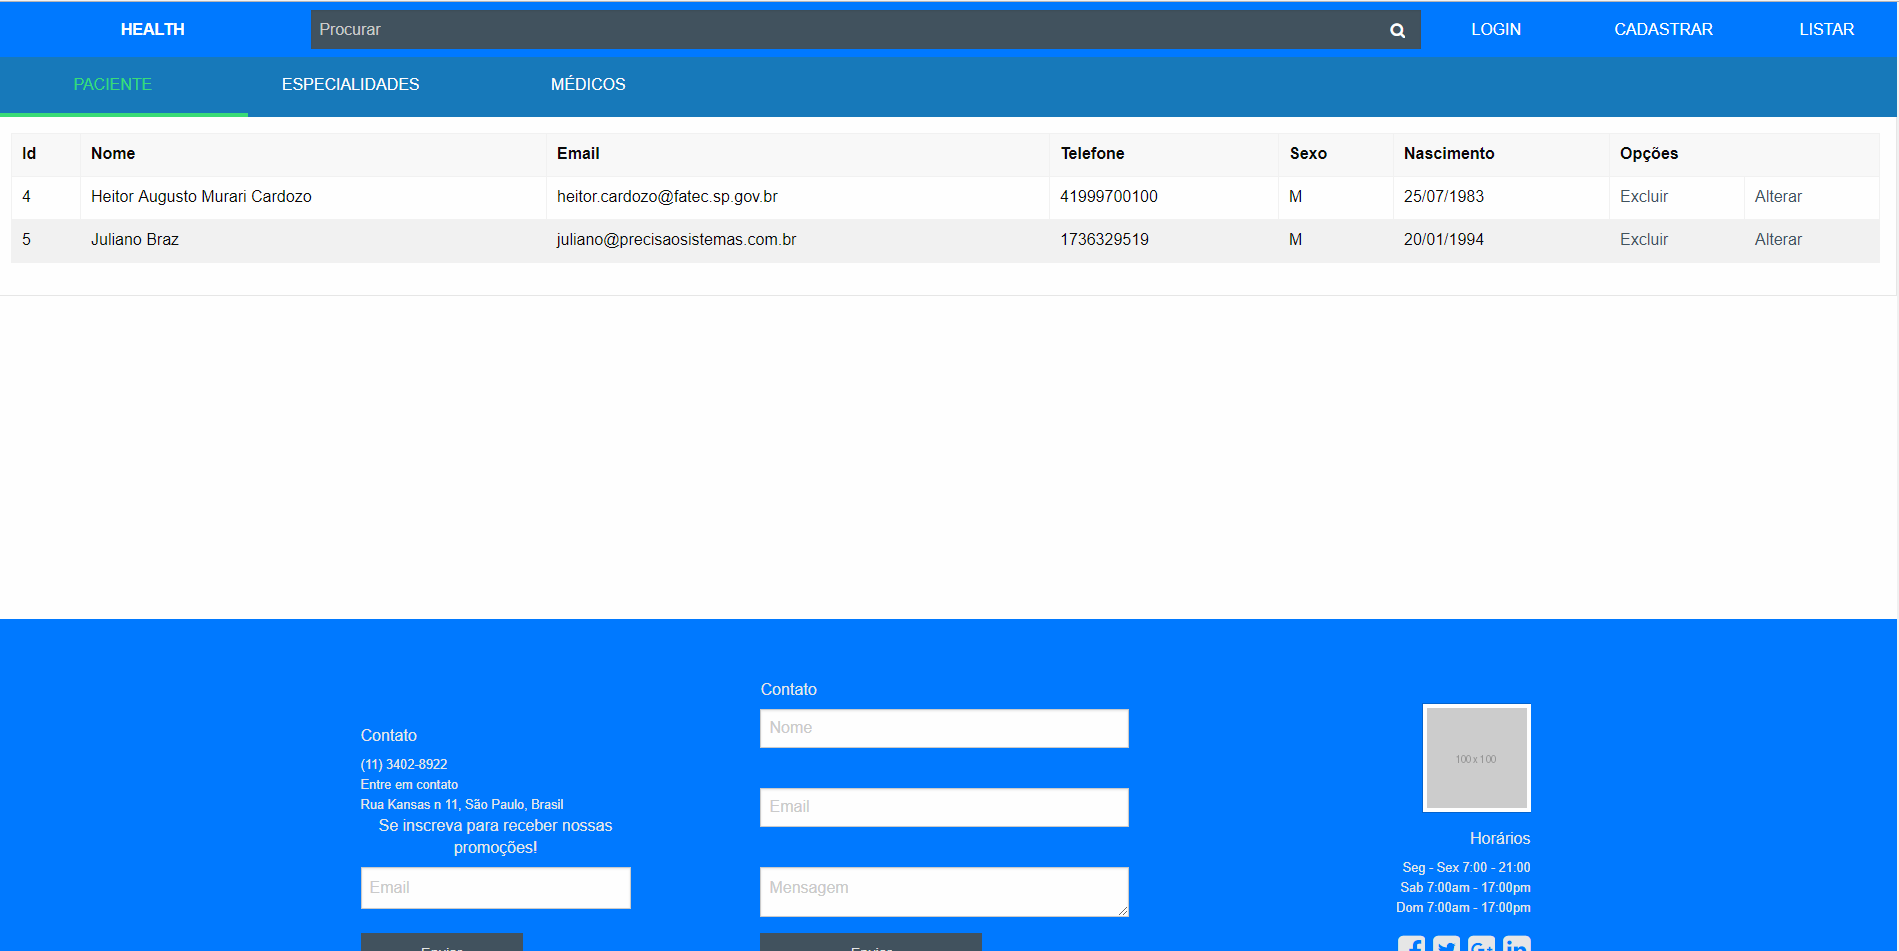 HEALTH Procurar LOGIN CADASTRAR LISTAR
PACIENTE ESPECIALIDADES MÉDICOS
Id Nome Email Telefone Sexo Nascimento Opções
4 Heitor Augusto Murari Cardozo heitor.cardozo@fatec.sp.gov.br 41999700100 M 25/07/1983 Excluir Alterar
5 Juliano Braz juliano@precisaosistemas.com.br 1736329519 M 20/01/1994 Excluir Alterar
Contato
(11) 3402-8922
Entre em contato
Rua Kansas n 11, São Paulo, Brasil
Se inscreva para receber nossas
promoções!
Email
Enviar
Contato
Nome
Email
Mensagem
Enviar
100 x 100
Horários
Seg - Sex 7:00 - 21:00
Sab 7:00am - 17:00pm
Dom 7:00am - 17:00pm